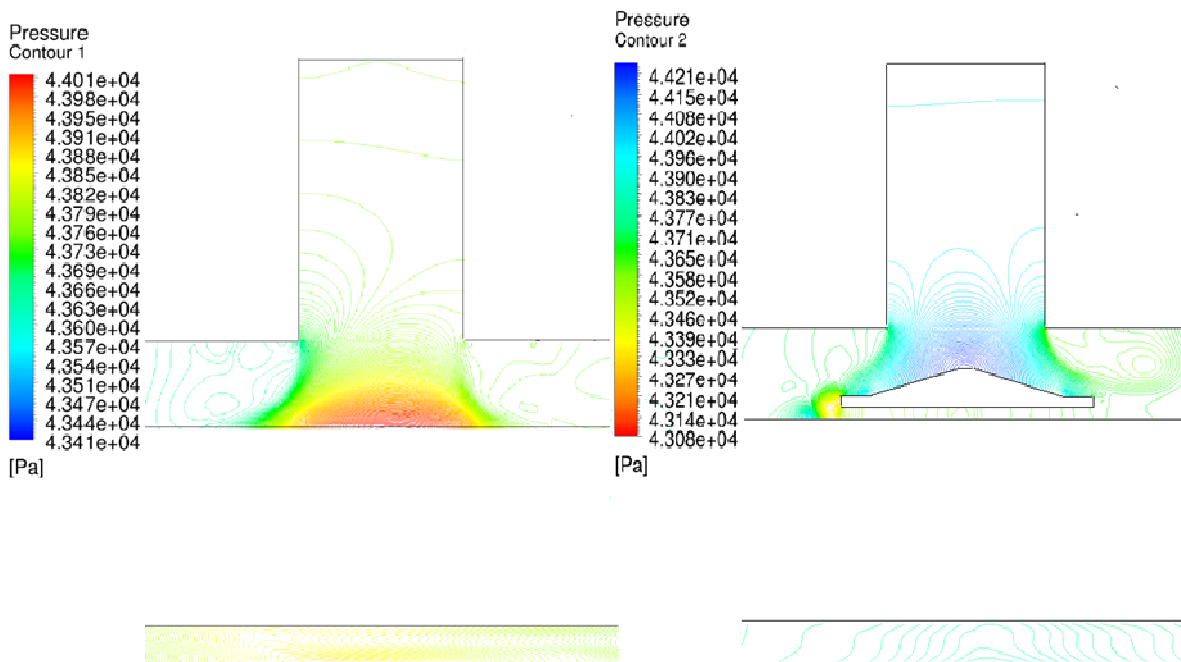 Pressure
Contour 1
4.401e+04
4.398e+04
4.395e+04
4.391e+04
4.388e+04
4.385e+04
4.382e+04
4.379e+04
4.376e+04
4.373e+04
4.369e+04
4.366e+04
4.363e+04
4.360e+04
4.357e+04
4.354e+04
4.351e+04
4.347e+04
4.344e+04
4.341e+04
[Pa]
Pressure
Contour 2
4.421e+04
4.415e+04
4.408e+04
4.402e+04
4.396e+04
4.390e+04
4.383e+04
4.377e+04
4.371e+04
4.365e+04
4.358e+04
4.352e+04
4.346e+04
4.339e+04
4.333e+04
4.327e+04
4.321e+04
4.314e+04
4.308e+04
[Pa]